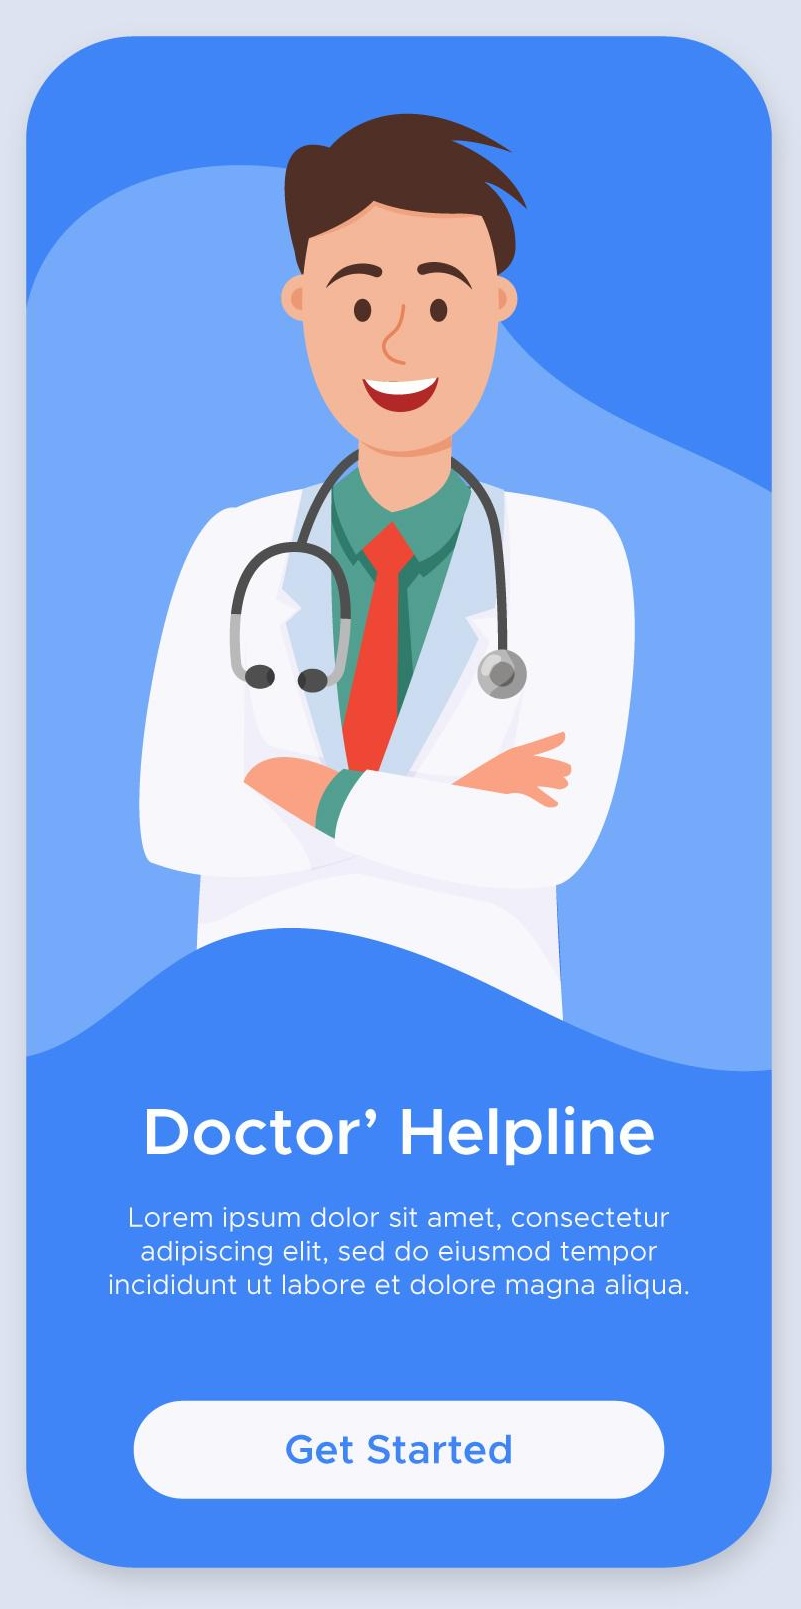 Doctor’ Helpline
Lorem ipsum dolor sit amet, consectetur
adipiscing elit, sed do eiusmod tempor
incididunt ut labore et dolore magna aliqua.
Get Started